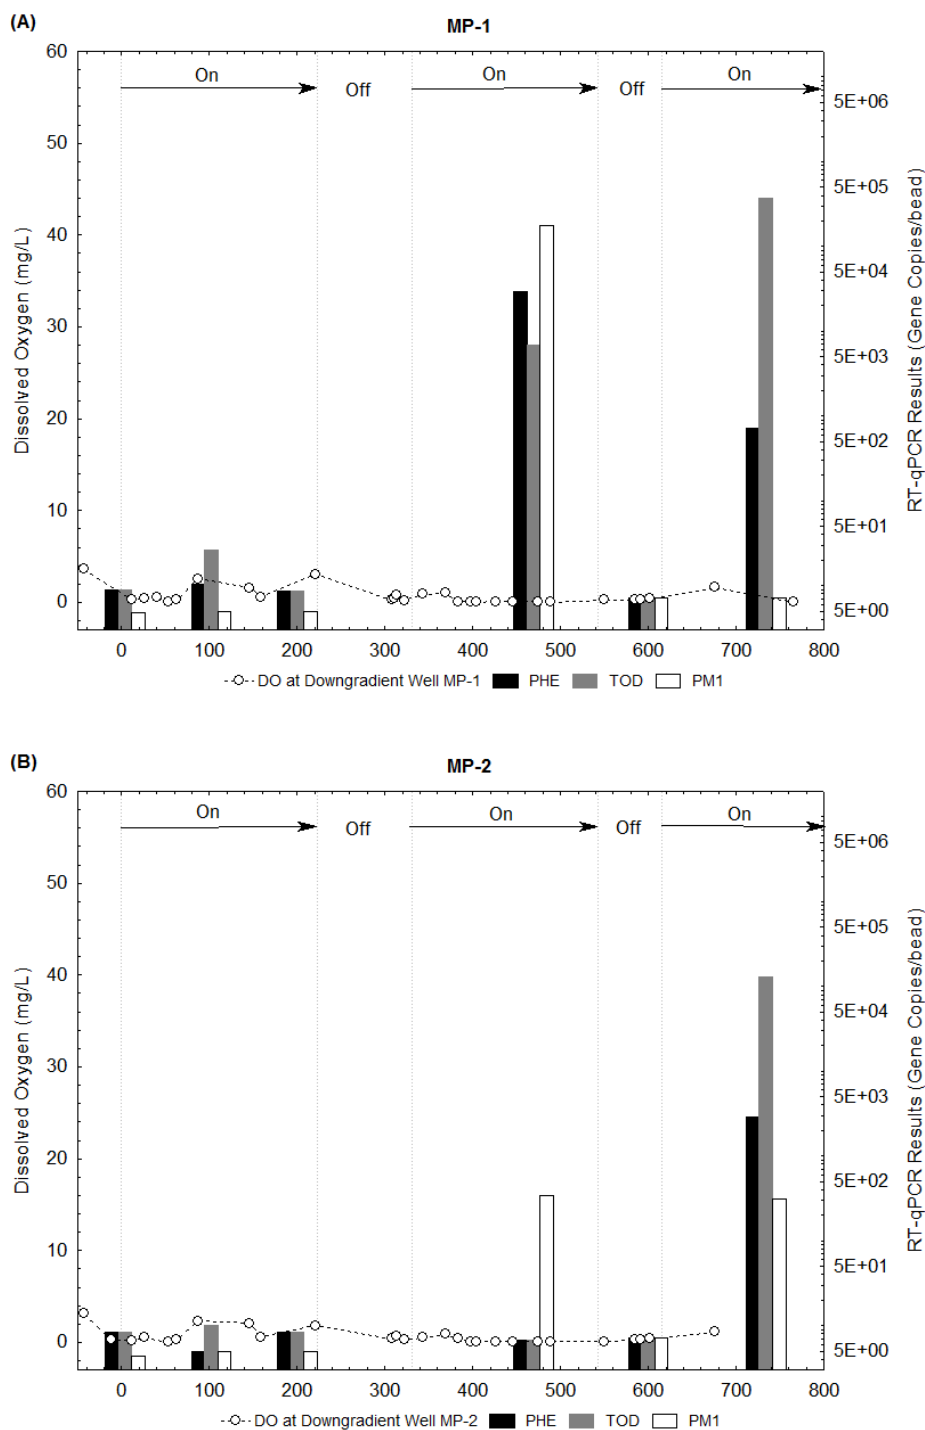 (A)
MP-1
60
50
40
30
20
10
0
Dissolved Oxygen (mg/L)
On
Off
On
Off
On
5E+06
5E+05
5E+04
5E+03
5E+02
5E+01
5E+00
RT-qPCR Results (Gene Copies/bead)
0 100 200 300 400 500 600 700 800
DO at Downgradient Well MP-1 PHE TOD PM1
(B)
MP-2
60
50
40
30
20
10
0
Dissolved Oxygen (mg/L)
On
Off
On
Off
On
5E+06
5E+05
5E+04
5E+03
5E+02
5E+01
5E+00
RT-qPCR Results (Gene Copies/bead)
0 100 200 300 400 500 600 700 800
DO at Downgradient Well MP-2 PHE TOD PM1